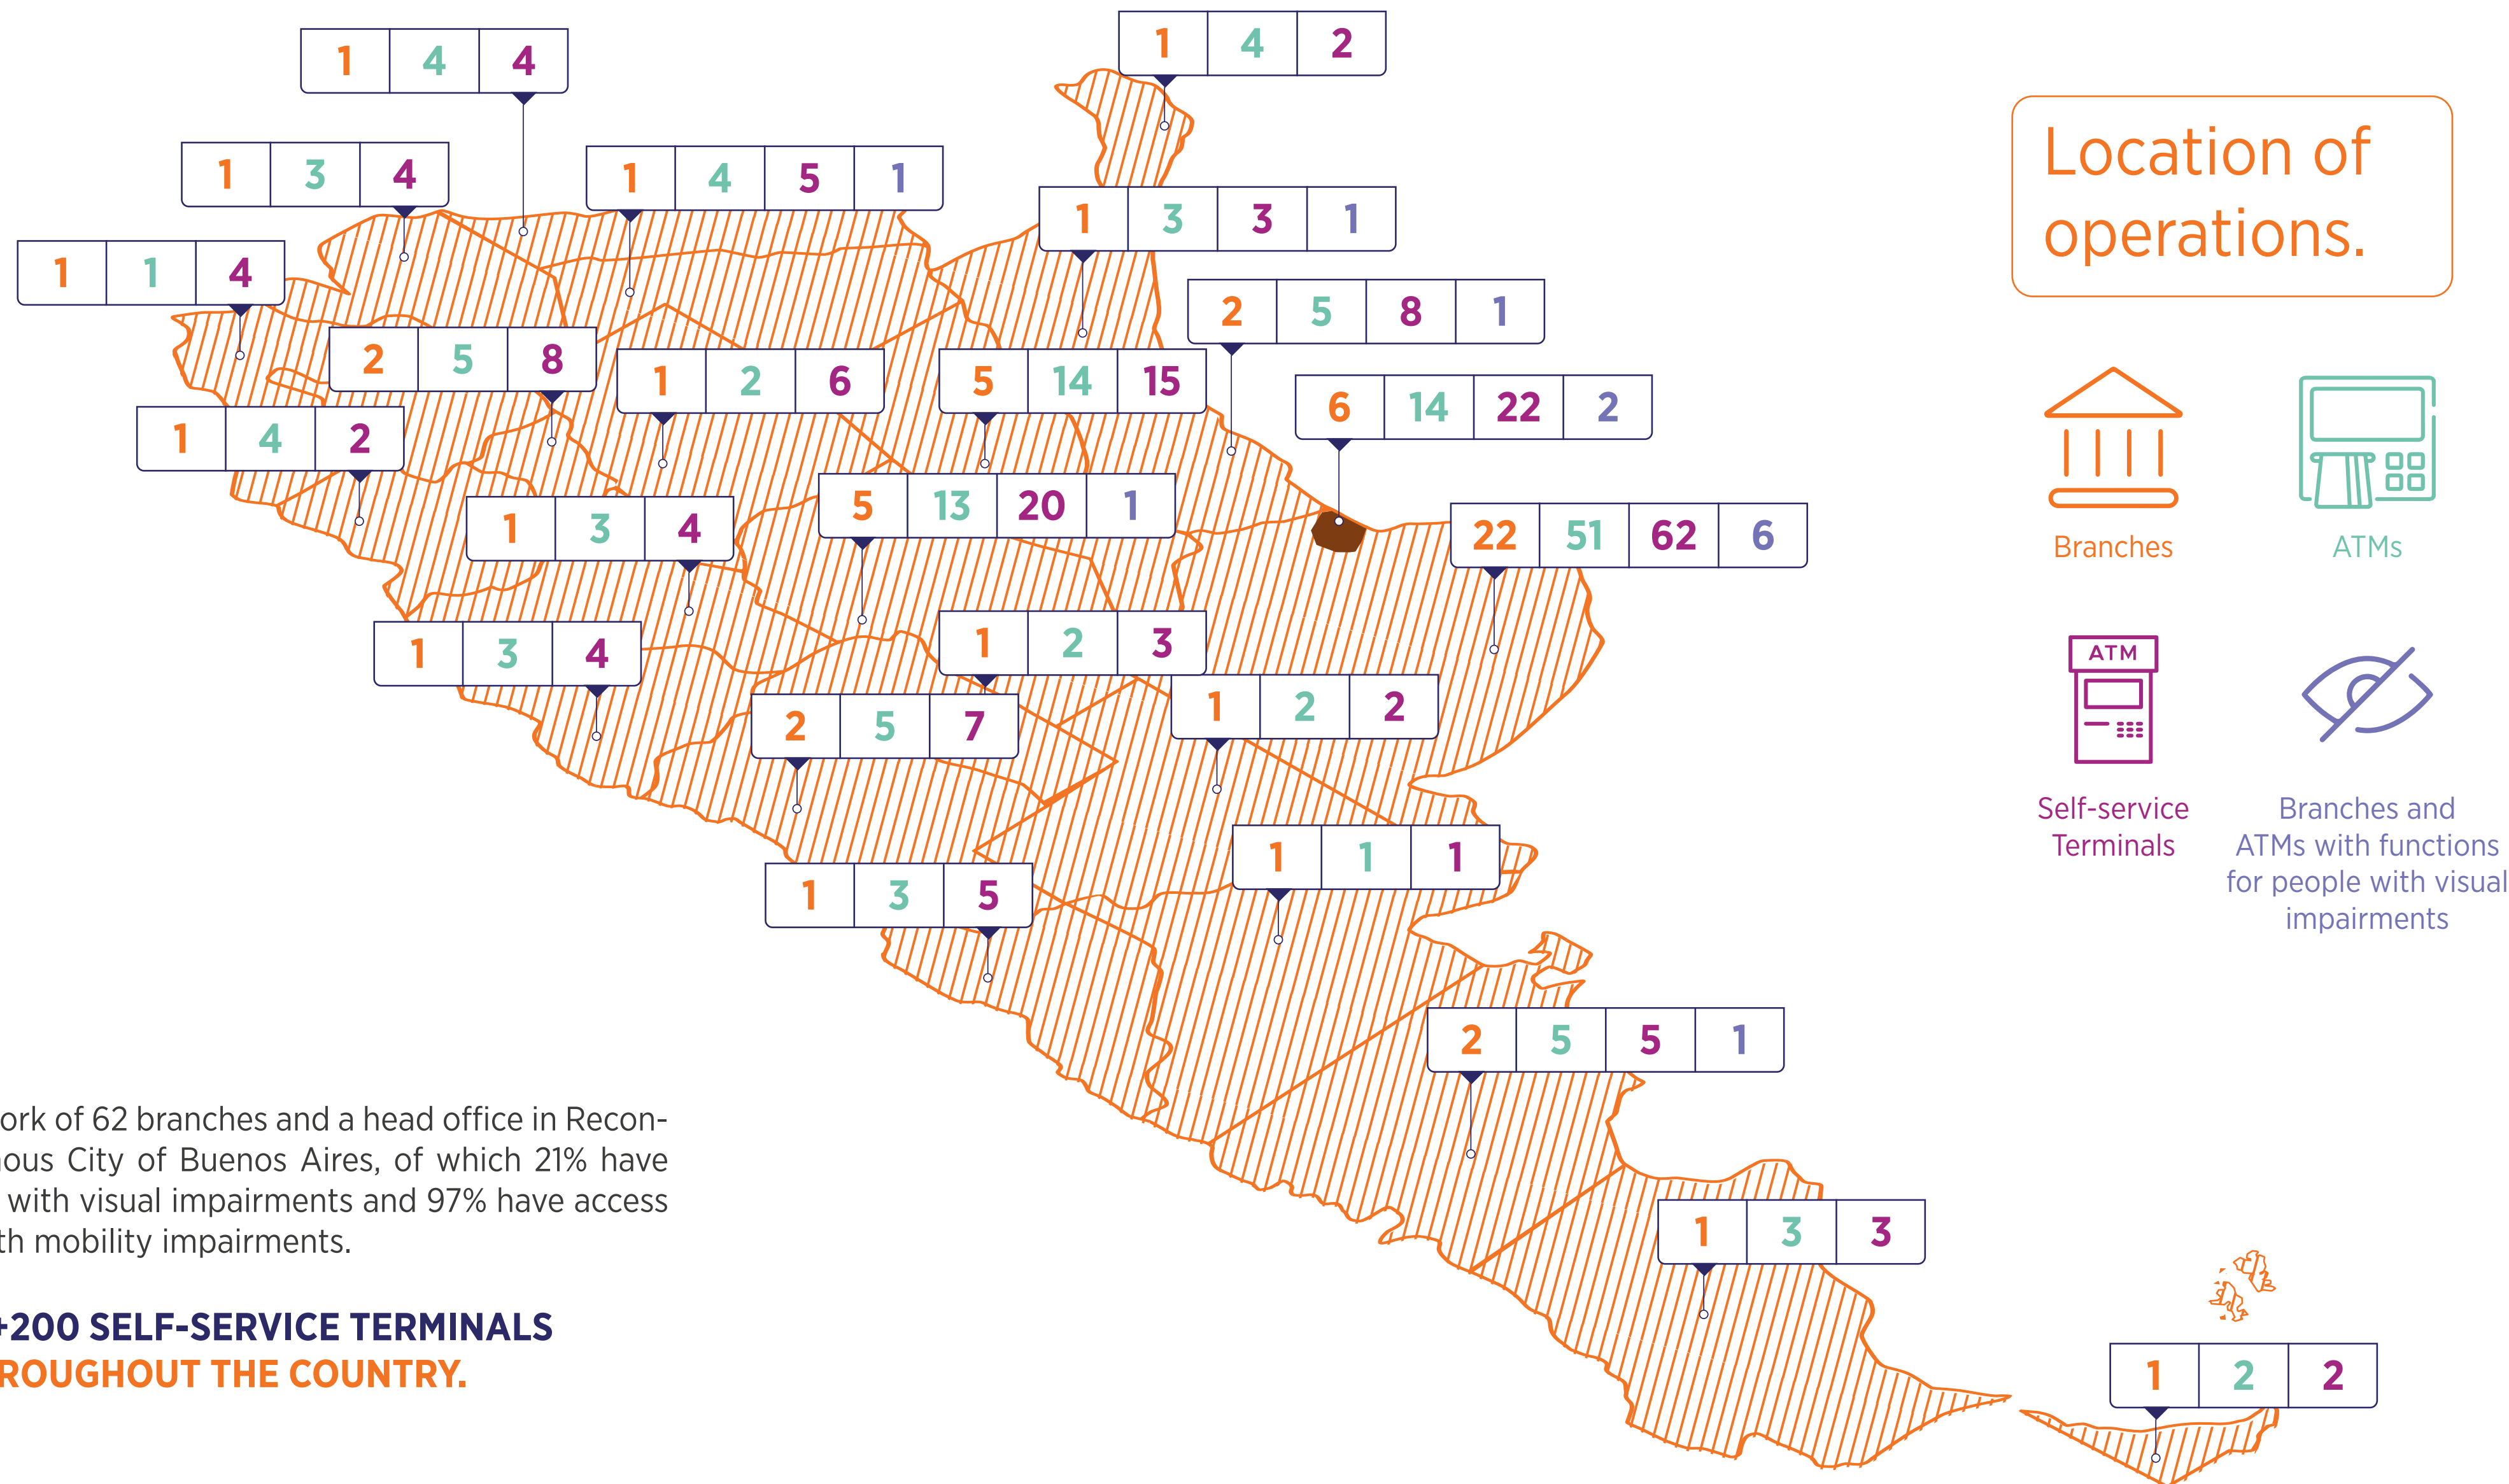 1 4 4
1 4 2
1 3 4
1 4 5 1
1 3 3 1
1 1 4
2 5 8 1
2 5 8
1 2 6
5 14 15
6 14 22 2
1 4 2
5 13 20 1
1 3 4
22 51 62 6
1 3 4
1 2 3
1 2 2
2 5 7
1 1 1
1 3 5
2 5 5 1
1 3 3
1 2 2
Location of
operations.
Branches
ATMs
ATM
Self-service
Terminals
Branches and
ATMs with functions
for people with visual
impairments
ork of 62 branches and a head office in Recon-
ous City of Buenos Aires, of which 21% have
with visual impairments and 97% have access
th mobility impairments.
+200 SELF-SERVICE TERMINALS
ROUGHOUT THE COUNTRY.